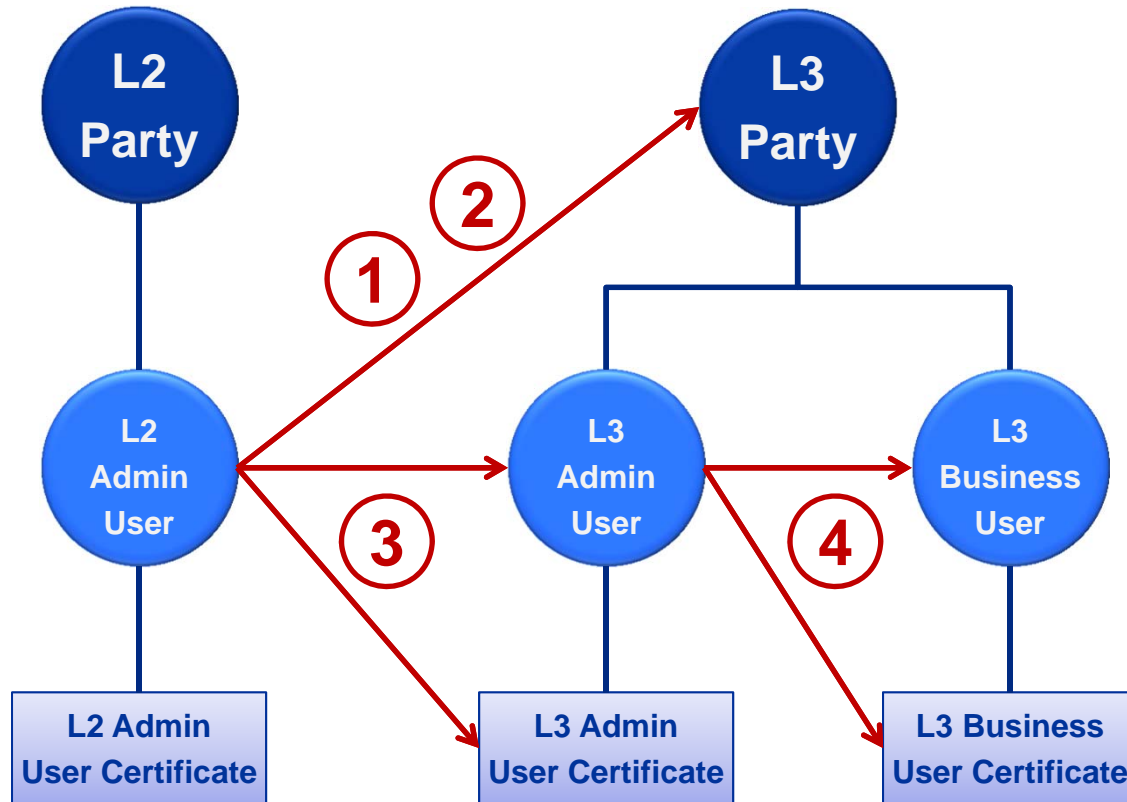 L2
Party
L3
Party
2
1
L2
Admin
User
L3
Admin
User
L3
Business
User
3
4
L2 Admin
User Certificate
L3 Admin
User Certificate
L3 Business
User Certificate